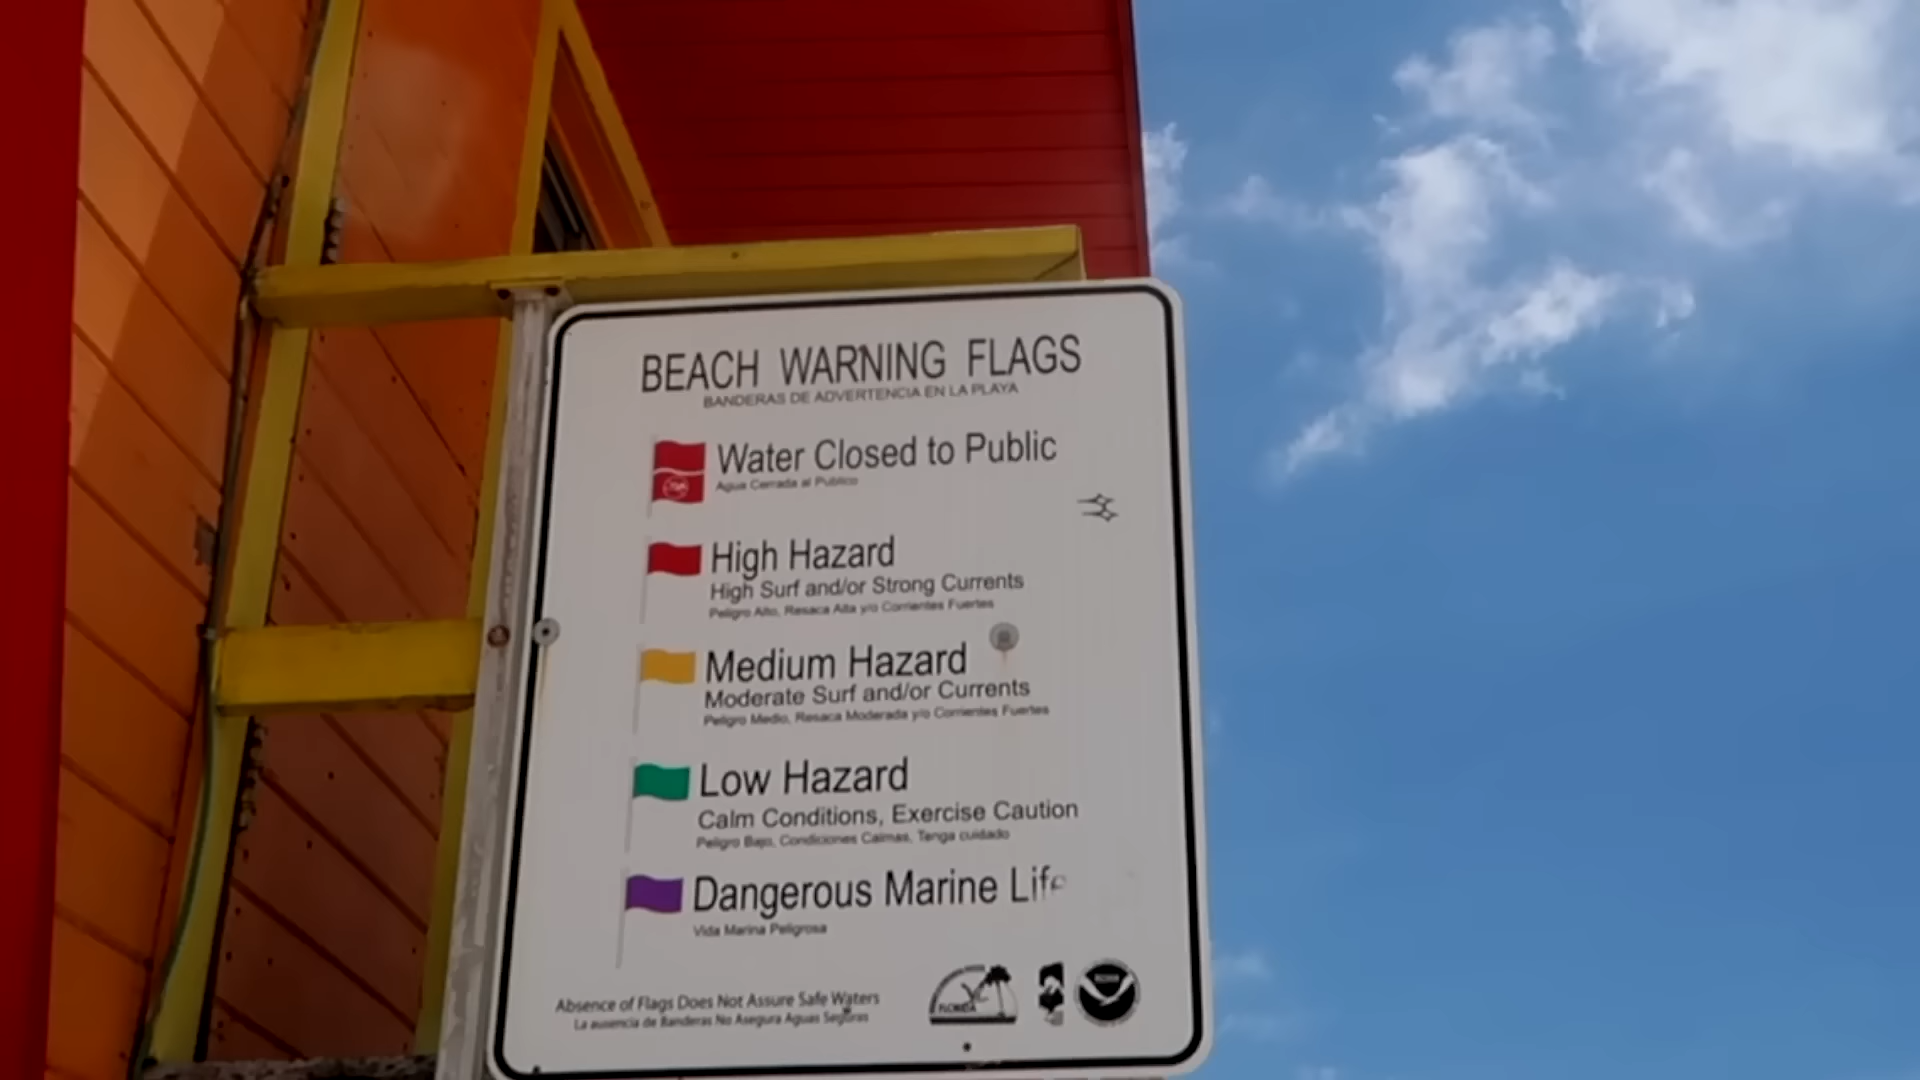 BEACH WARNING FLAGS
BANDERAS DE ADVERTENCIA EN LA PLAYA
Water Closed to Public
Agua Cerrada al Publico
High Hazard
High Surf and/or Strong Currents
Peligro Alto, Resaca Alta y/o Corrientes Fuertes
Medium Hazard
Moderate Surf and/or Currents
Peligro Medio, Resaca Moderada y/o Corrientes Fuertes
Low Hazard
Calm Conditions, Exercise Caution
Peligro Bajo, Condiciones Calmas, Tenga cuidado
Dangerous Marine Life
Vida Marina Peligrosa
Absence of Flags Does Not Assure Safe Waters
La ausencia de Banderas No Asegura Aguas Seguras
FLORIDA